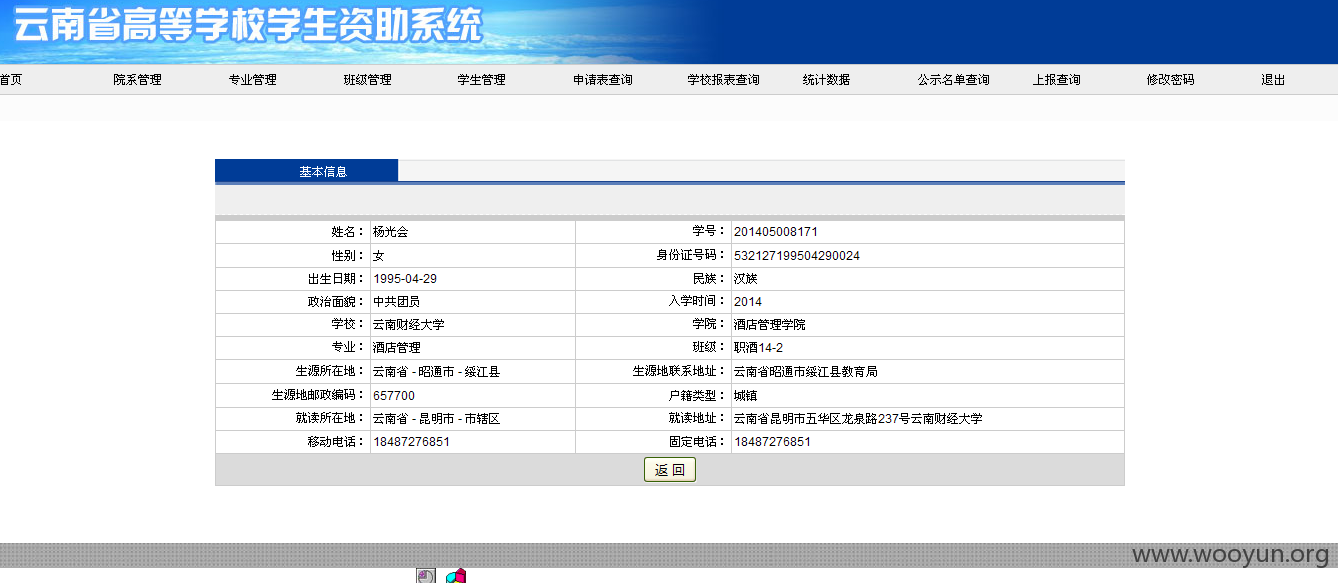 云南省高等学校学生资助系统
首页 院系管理 专业管理 班级管理 学生管理 申请表查询 学校报表查询 统计数据 公示名单查询 上报查询 修改密码 退出
基本信息
姓名： 杨光会 学号： 201405008171
性别： 女 身份证号码： 532127199504290024
出生日期： 1995-04-29 民族： 汉族
政治面貌： 中共团员 入学时间： 2014
学校： 云南财经大学 学院： 酒店管理学院
专业： 酒店管理 班级： 职酒14-2
生源所在地： 云南省 - 昭通市 - 绥江县 生源地联系地址： 云南省昭通市绥江县教育局
生源地邮政编码： 657700 户籍类型： 城镇
就读所在地： 云南省 - 昆明市 - 市辖区 就读地址： 云南省昆明市五华区龙泉路237号云南财经大学
移动电话： 18487276851 固定电话： 18487276851
返 回
www.wooyun.org